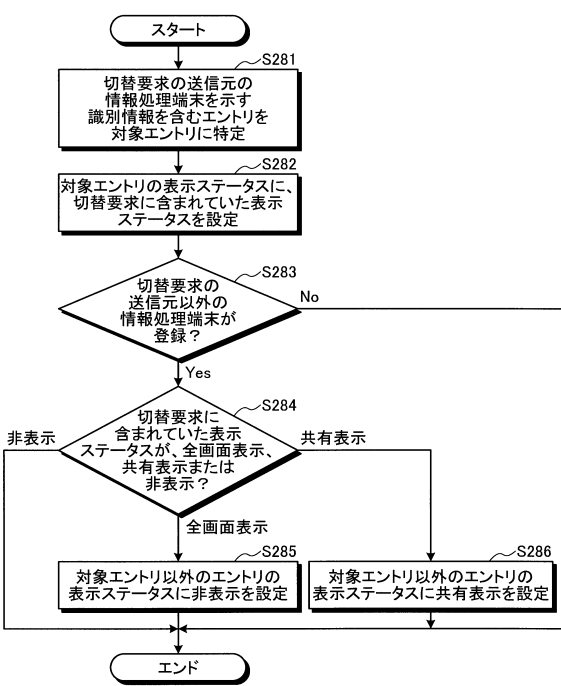 スタート
S281
切替要求の送信元の
情報処理端末を示す
識別情報を含むエントリを
対象エントリに特定
S282
対象エントリの表示ステータスに、
切替要求に含まれていた表示
ステータスを設定
S283
切替要求の
送信元以外の
情報処理端末が
登録？
No
Yes
S284
切替要求に
含まれていた表示
ステータスが、全画面表示、
共有表示または
非表示？
非表示
共有表示
全画面表示
S285
対象エントリ以外のエントリの
表示ステータスに非表示を設定
S286
対象エントリ以外のエントリの
表示ステータスに共有表示を設定
エンド